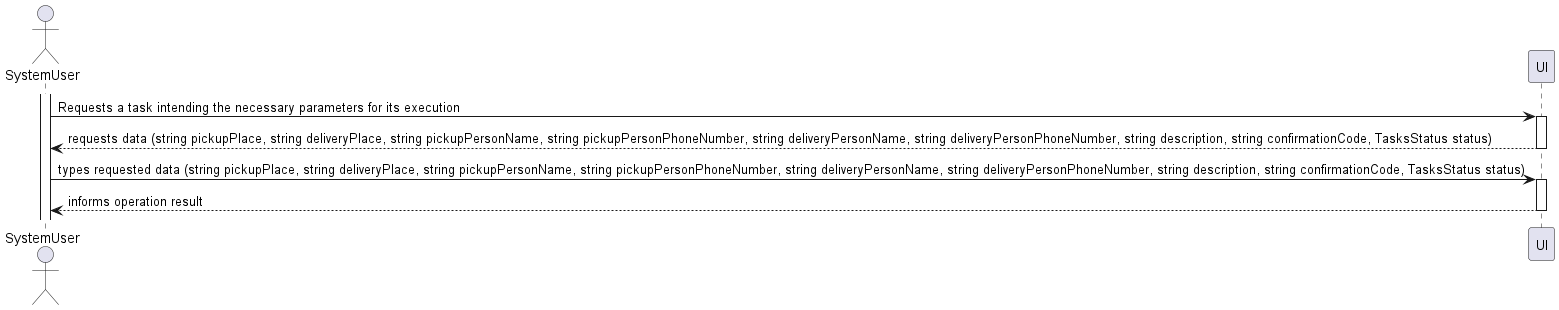 SystemUser
UI
Requests a task intending the necessary parameters for its execution
requests data (string pickupPlace, string deliveryPlace, string pickupPersonName, string pickupPersonPhoneNumber, string deliveryPersonName, string deliveryPersonPhoneNumber, string description, string confirmationCode, TasksStatus status)
types requested data (string pickupPlace, string deliveryPlace, string pickupPersonName, string pickupPersonPhoneNumber, string deliveryPersonName, string deliveryPersonPhoneNumber, string description, string confirmationCode, TasksStatus status)
informs operation result
SystemUser
UI